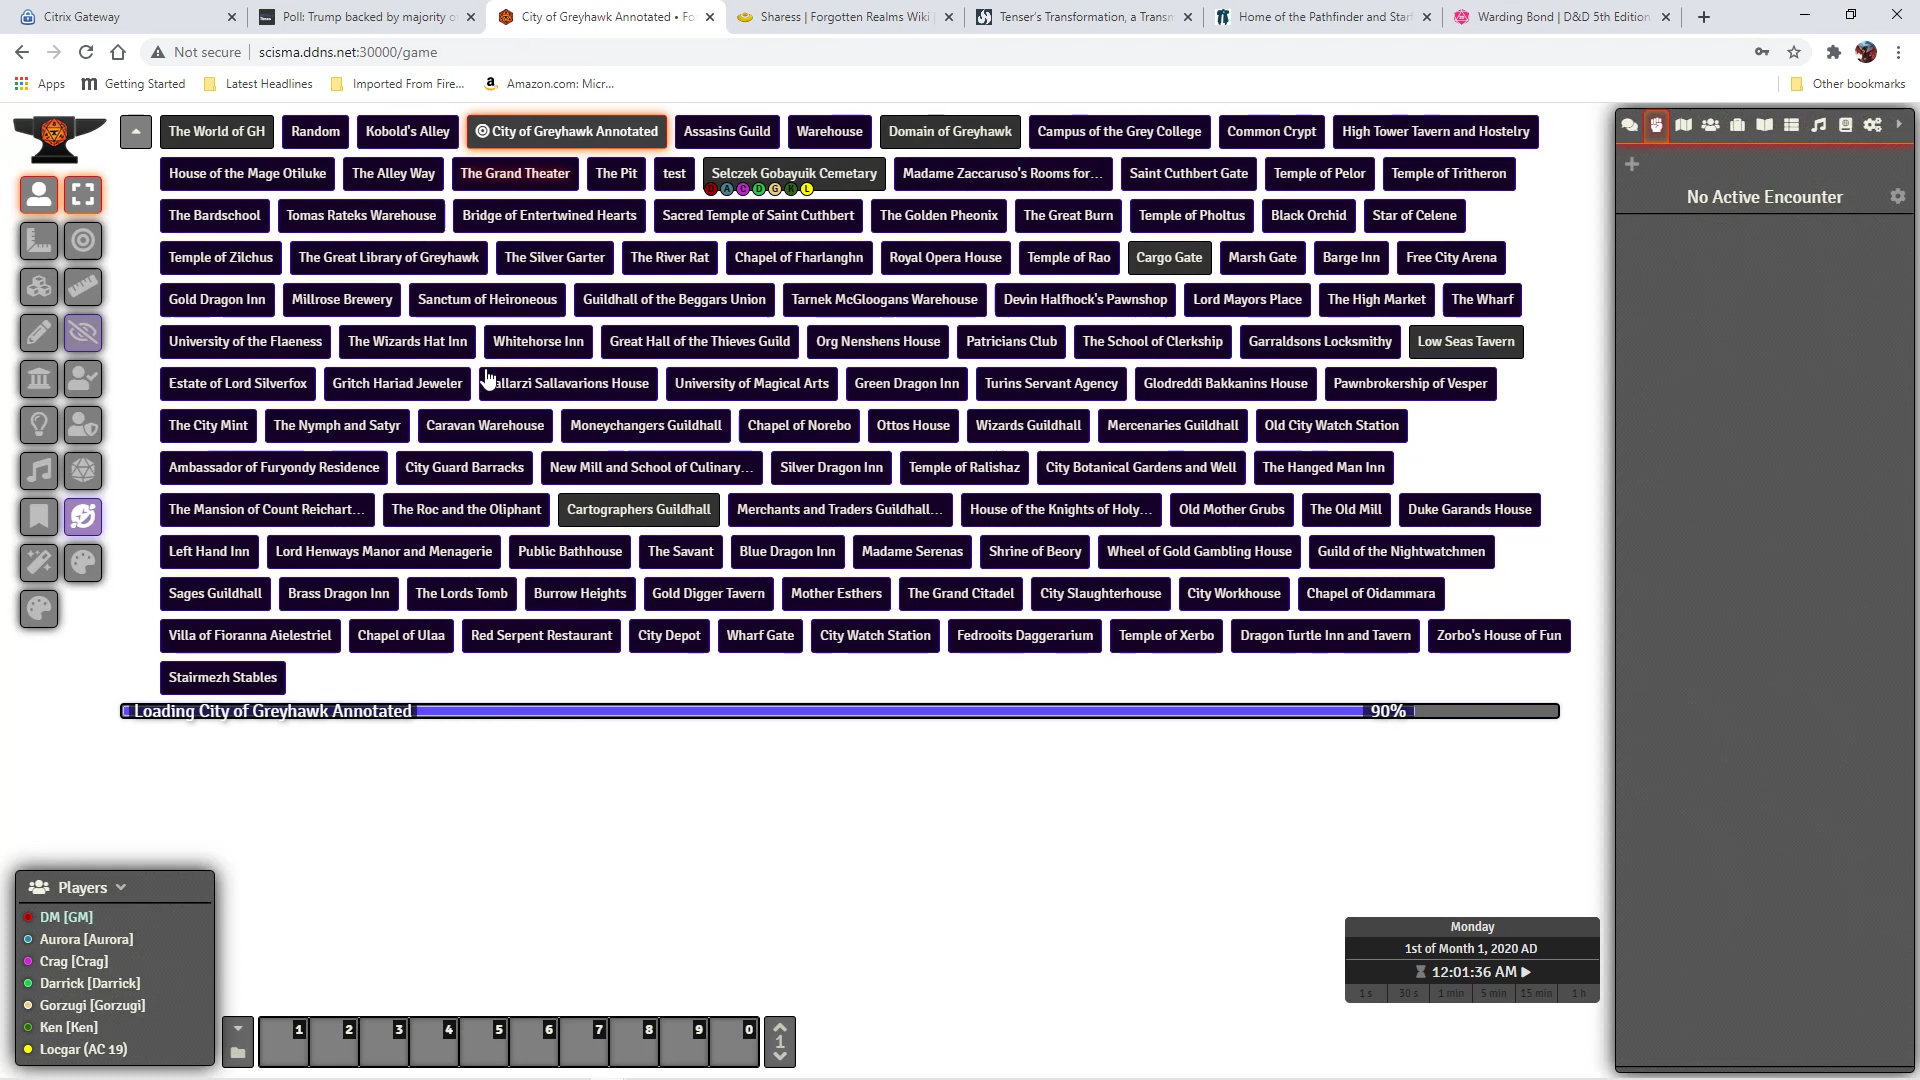 Citrix Gateway
Poll: Trump backed by majority o
City of Greyhawk Annotated • Fo
Sharess | Forgotten Realms Wiki
Tenser's Transformation, a Transm
Home of the Pathfinder and Starf
Warding Bond | D&D 5th Edition
Not secure
scisma.ddns.net:30000/game
Apps
Getting Started
Latest Headlines
Imported From Fire...
Amazon.com: Micr...
Other bookmarks
The World of GH
Random
Kobold's Alley
City of Greyhawk Annotated
Assasins Guild
Warehouse
Domain of Greyhawk
Campus of the Grey College
Common Crypt
High Tower Tavern and Hostelry
House of the Mage Otiluke
The Alley Way
The Grand Theater
The Pit
test
Selczek Gobayuik Cemetary
D A C D G K L
Madame Zaccaruso's Rooms for...
Saint Cuthbert Gate
Temple of Pelor
Temple of Tritheron
The Bardschool
Tomas Rateks Warehouse
Bridge of Entertwined Hearts
Sacred Temple of Saint Cuthbert
The Golden Pheonix
The Great Burn
Temple of Pholtus
Black Orchid
Star of Celene
Temple of Zilchus
The Great Library of Greyhawk
The Silver Garter
The River Rat
Chapel of Fharlanghn
Royal Opera House
Temple of Rao
Cargo Gate
Marsh Gate
Barge Inn
Free City Arena
Gold Dragon Inn
Millrose Brewery
Sanctum of Heironeous
Guildhall of the Beggars Union
Tarnek McGloogans Warehouse
Devin Halfhock's Pawnshop
Lord Mayors Place
The High Market
The Wharf
University of the Flaeness
The Wizards Hat Inn
Whitehorse Inn
Great Hall of the Thieves Guild
Org Nenshens House
Patricians Club
The School of Clerkship
Garraldsons Locksmithy
Low Seas Tavern
Estate of Lord Silverfox
Gritch Hariad Jeweler
allarzi Sallavarions House
University of Magical Arts
Green Dragon Inn
Turins Servant Agency
Glodreddi Bakkanins House
Pawnbrokership of Vesper
The City Mint
The Nymph and Satyr
Caravan Warehouse
Moneychangers Guildhall
Chapel of Norebo
Ottos House
Wizards Guildhall
Mercenaries Guildhall
Old City Watch Station
Ambassador of Furyondy Residence
City Guard Barracks
New Mill and School of Culinary...
Silver Dragon Inn
Temple of Ralishaz
City Botanical Gardens and Well
The Hanged Man Inn
The Mansion of Count Reichart...
The Roc and the Oliphant
Cartographers Guildhall
Merchants and Traders Guildhall...
House of the Knights of Holy...
Old Mother Grubs
The Old Mill
Duke Garands House
Left Hand Inn
Lord Henways Manor and Menagerie
Public Bathhouse
The Savant
Blue Dragon Inn
Madame Serenas
Shrine of Beory
Wheel of Gold Gambling House
Guild of the Nightwatchmen
Sages Guildhall
Brass Dragon Inn
The Lords Tomb
Burrow Heights
Gold Digger Tavern
Mother Esthers
The Grand Citadel
City Slaughterhouse
City Workhouse
Chapel of Oidammara
Villa of Fioranna Aielestriel
Chapel of Ulaa
Red Serpent Restaurant
City Depot
Wharf Gate
City Watch Station
Fedrooits Daggerarium
Temple of Xerbo
Dragon Turtle Inn and Tavern
Zorbo's House of Fun
Stairmezh Stables
Loading City of Greyhawk Annotated
90%
No Active Encounter
Players
DM [GM]
Aurora [Aurora]
Crag [Crag]
Darrick [Darrick]
Gorzugi [Gorzugi]
Ken [Ken]
Locgar (AC 19)
1 2 3 4 5 6 7 8 9 0
1
Monday
1st of Month 1, 2020 AD
12:01:36 AM
1 s 30 s 1 min 5 min 15 min 1 h